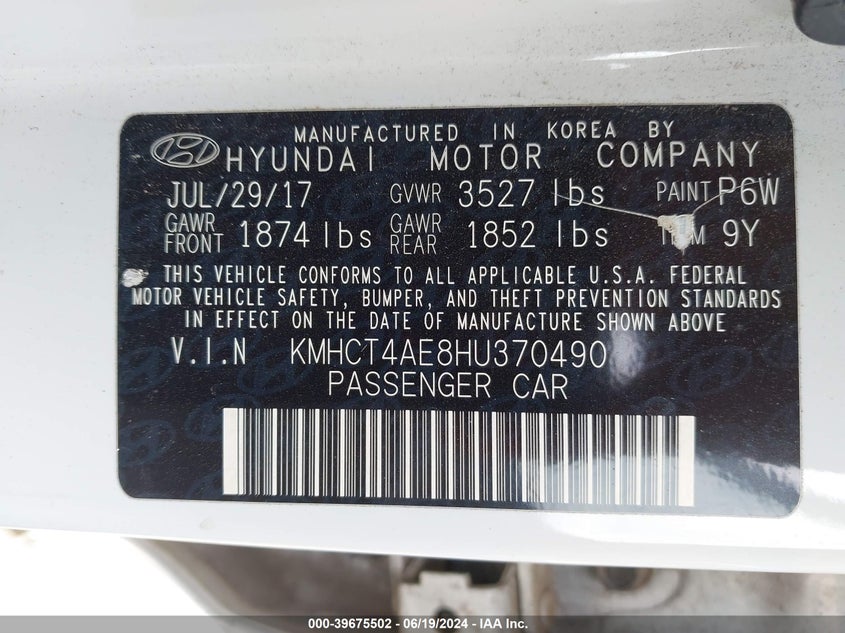 MANUFACTURED IN KOREA BY
HYUNDAI MOTOR COMPANY
JUL/29/17 GVWR 3527 lbs PAINT P6W
GAWR FRONT 1874 lbs GAWR REAR 1852 lbs 9Y
THIS VEHICLE CONFORMS TO ALL APPLICABLE U.S.A. FEDERAL
MOTOR VEHICLE SAFETY, BUMPER, AND THEFT PREVENTION STANDARDS
IN EFFECT ON THE DATE OF MANUFACTURE SHOWN ABOVE
V.I.N KMHCT4AE8HU370490
PASSENGER CAR
000-39675502 - 06/19/2024 - IAA Inc.